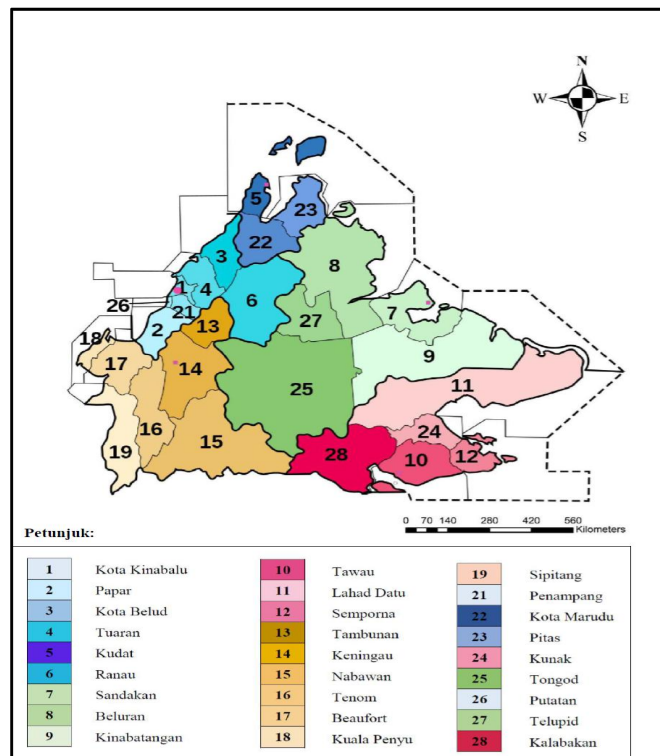 N
W E
S
5
23
22
3
8
1 4
26
6
21
7
27
2
13
9
18
17
14
25
11
16
24
19
15
28
10
12
Petunjuk:
0 70 140 280 420 560
Kilometers
1 Kota Kinabalu
2 Papar
3 Kota Belud
4 Tuaran
5 Kudat
6 Ranau
7 Sandakan
8 Beluran
9 Kinabatangan
10 Tawau
11 Lahad Datu
12 Semporna
13 Tambunan
14 Keningau
15 Nabawan
16 Tenom
17 Beaufort
18 Kuala Penyu
19 Sipitang
21 Penampang
22 Kota Marudu
23 Pitas
24 Kunak
25 Tongod
26 Putatan
27 Telupid
28 Kalabakan